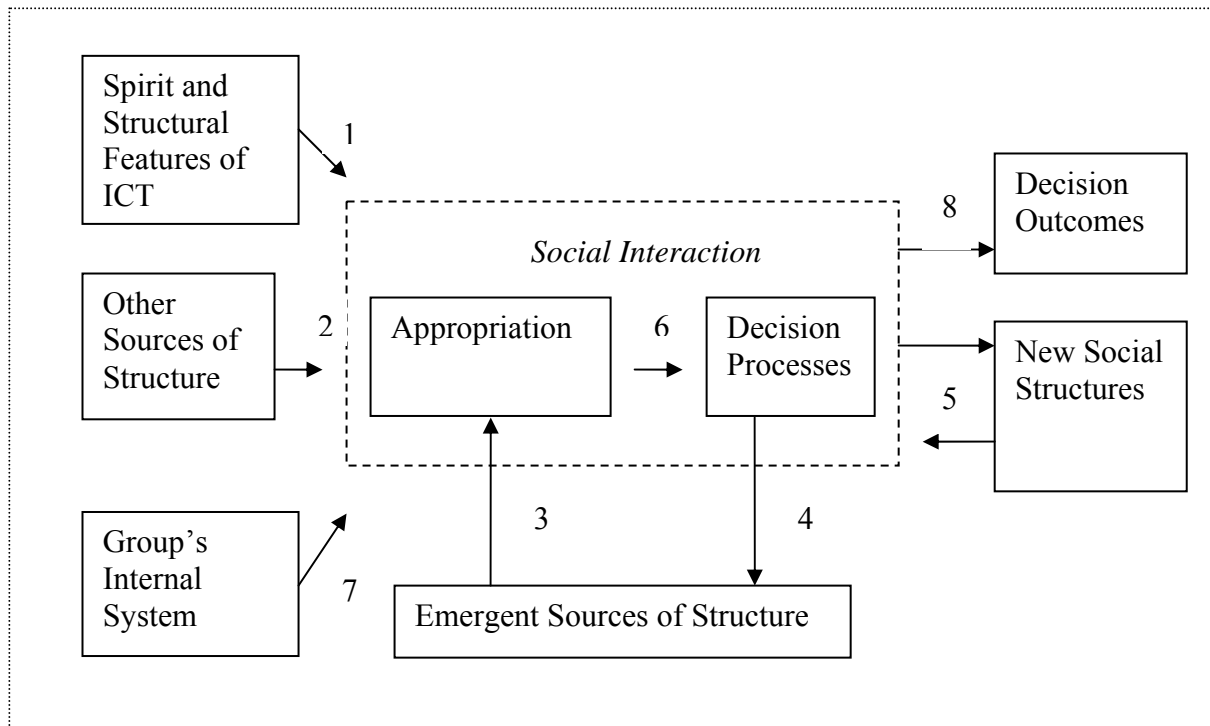 Spirit and
Structural
Features of
ICT
1
Other
Sources of
Structure
2
Group's
Internal
System
7
Social Interaction
Appropriation
6
Decision
Processes
3
4
Emergent Sources of Structure
8
Decision
Outcomes
5
New Social
Structures